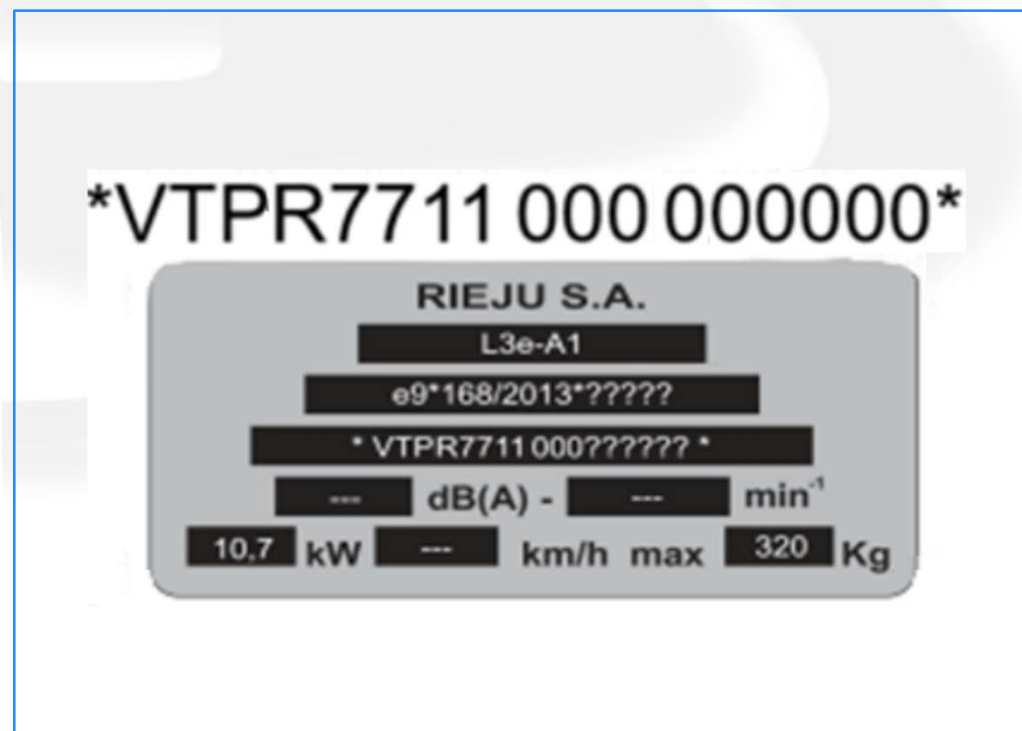 *VTPR7711 000 000000*
RIEJU S.A.
L3e-A1
e9*168/2013*?????
* VTPR7711 000?????? *
--- dB(A) - --- min⁻¹
10,7 kW --- km/h max 320 Kg